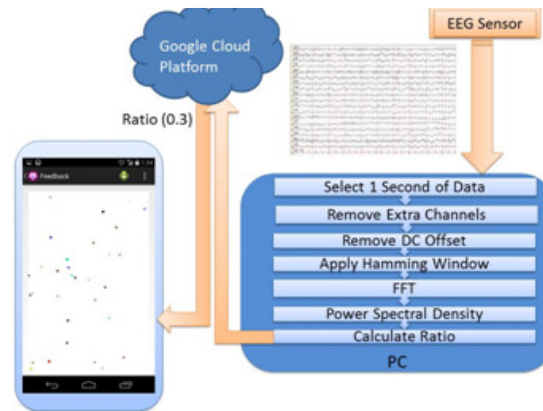 Google Cloud
Platform
EEG Sensor
Ratio (0.3)
Feedback
Select 1 Second of Data
Remove Extra Channels
Remove DC Offset
Apply Hamming Window
FFT
Power Spectral Density
Calculate Ratio
PC